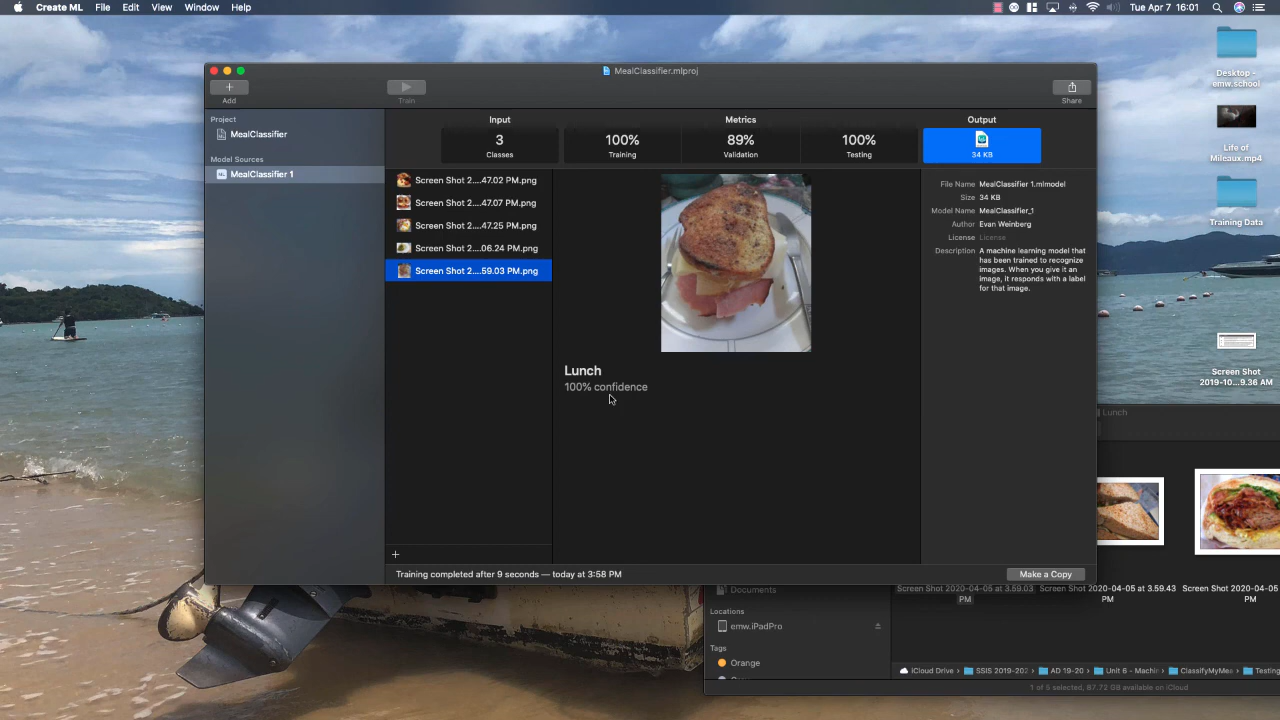 Create ML File Edit View Window Help
Tue Apr 7 16:01
MealClassifier.mlproj
Add
Train
Share
Project
MealClassifier
Model Sources
MealClassifier 1
Input
Metrics
Output
3
Classes
100%
Training
89%
Validation
100%
Testing
34 KB
Screen Shot 2....47.02 PM.png
Screen Shot 2....47.07 PM.png
Screen Shot 2....47.25 PM.png
Screen Shot 2....06.24 PM.png
Screen Shot 2....59.03 PM.png
Lunch
100% confidence
File Name MealClassifier 1.mlmodel
Size 34 KB
Model Name MealClassifier_1
Author Evan Weinberg
License License
Description A machine learning model that
has been trained to recognize
images. When you give it an
image, it responds with a label
for that image.
+
Training completed after 9 seconds — today at 3:58 PM
Make a Copy
Desktop -
emw.school
Life of
Mileaux.mp4
Training Data
Screen Shot
2019-10...9.36 AM
Lunch
Documents
Locations
emw.iPadPro
Tags
Orange
Screen Shot 2020-04-05 at 3.59.03
PM
Screen Shot 2020-04-05 at 3.59.43
PM
Screen Shot 2020-04-05
PM
iCloud Drive › SSIS 2019-202 › AD 19-20 › Unit 6 - Machin › ClassifyMyMea › Testing
1 of 5 selected, 87.72 GB available on iCloud